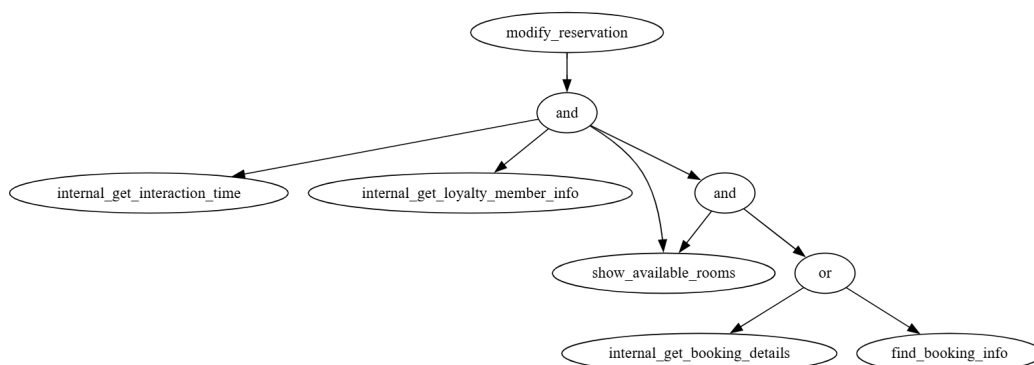 modify_reservation
and
internal_get_interaction_time
internal_get_loyalty_member_info
and
show_available_rooms
or
internal_get_booking_details
find_booking_info